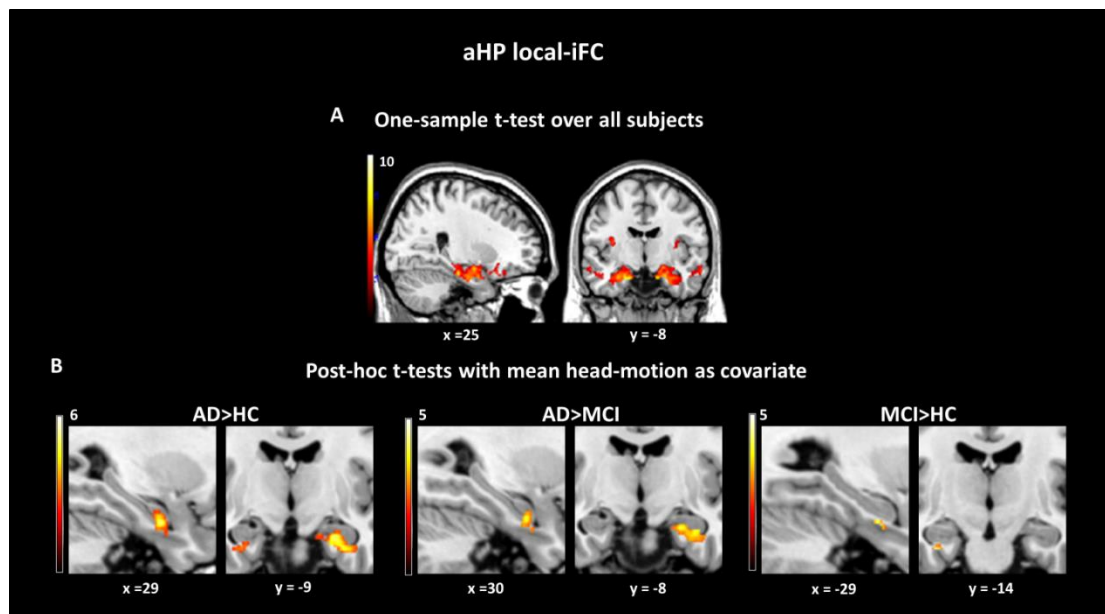 aHP local-iFC
A One-sample t-test over all subjects
10
x =25 y = -8
B Post-hoc t-tests with mean head-motion as covariate
6 AD>HC 5 AD>MCI 5 MCI>HC
x =29 y = -9 x =30 y = -8 x = -29 y = -14